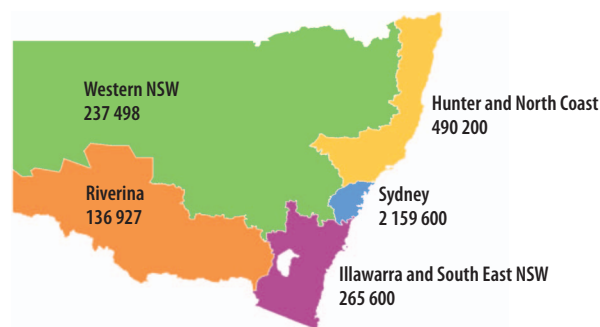 Western NSW
237 498
Hunter and North Coast
490 200
Riverina
136 927
Sydney
2 159 600
Illawarra and South East NSW
265 600